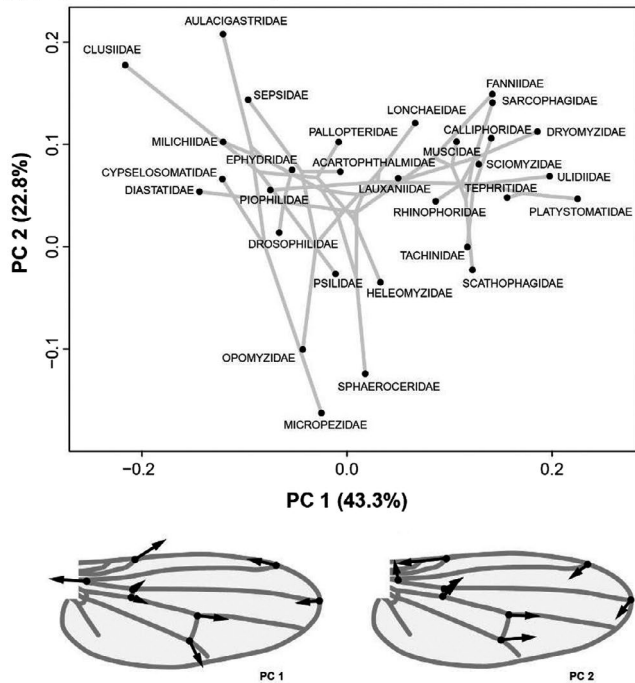 AULACIGASTRIDAE
CLUSIIDAE
SEPSIDAE
FANNIIDAE
SARCOPHAGIDAE
LONCHAEIDAE
MILICHIIDAE
PALLOPTERIDAE
CALLIPHORIDAE
DRYOMYZIDAE
MUSCIDAE
EPHYDRIDAE
ACARTOPHTHALMIDAE
SCIOMYZIDAE
CYPSELOSOMATIDAE
ULIDIIDAE
DIASTATIDAE
PIOPHILIDAE
LAUXANIIDAE
TEPHRITIDAE
RHINOPHORIDAE
PLATYSTOMATIDAE
DROSOPHILIDAE
TACHINIDAE
PSILIDAE
HELEOMYZIDAE
SCATHOPHAGIDAE
OPOMYZIDAE
SPHAEROCERIDAE
MICROPEZIDAE
PC 2 (22.8%)
0.2
0.1
0.0
−0.1
−0.2
0.0
0.2
PC 1 (43.3%)
PC 1
PC 2